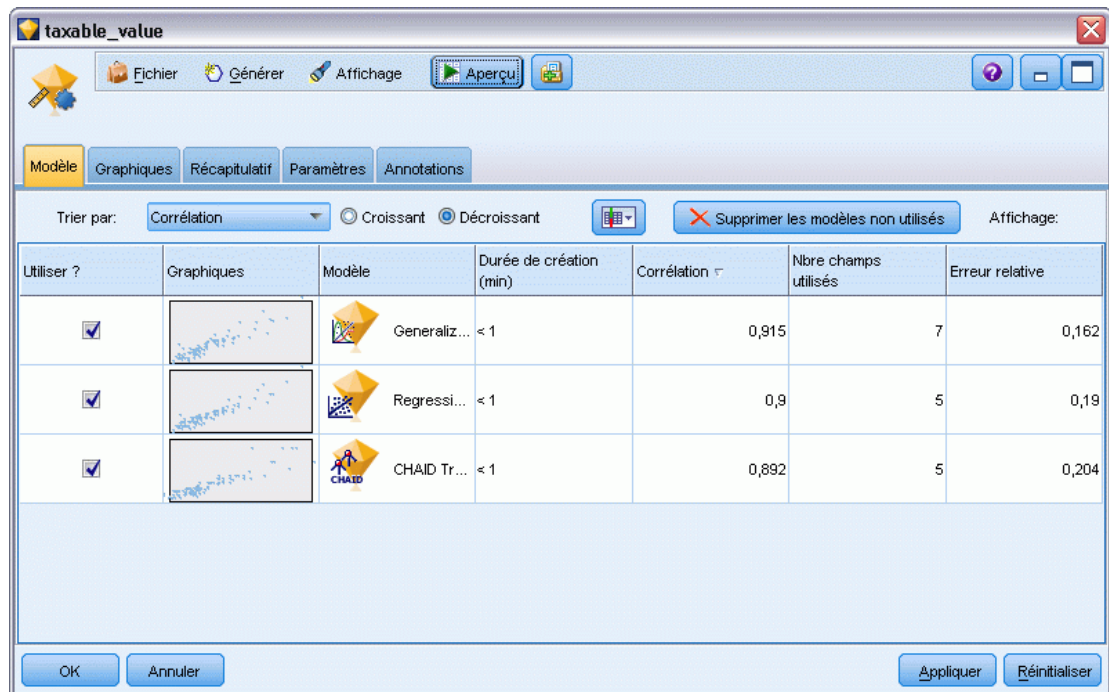 taxable_value
Fichier Générer Affichage Aperçu
Modèle Graphiques Récapitulatif Paramètres Annotations
Trier par: Corrélation Croissant Décroissant Supprimer les modèles non utilisés Affichage:
Utiliser ? Graphiques Modèle Durée de création (min) Corrélation Nbre champs utilisés Erreur relative
Generaliz... < 1 0,915 7 0,162
Regressi... < 1 0,9 5 0,19
CHAID CHAID Tr... < 1 0,892 5 0,204
OK Annuler Appliquer Réinitialiser